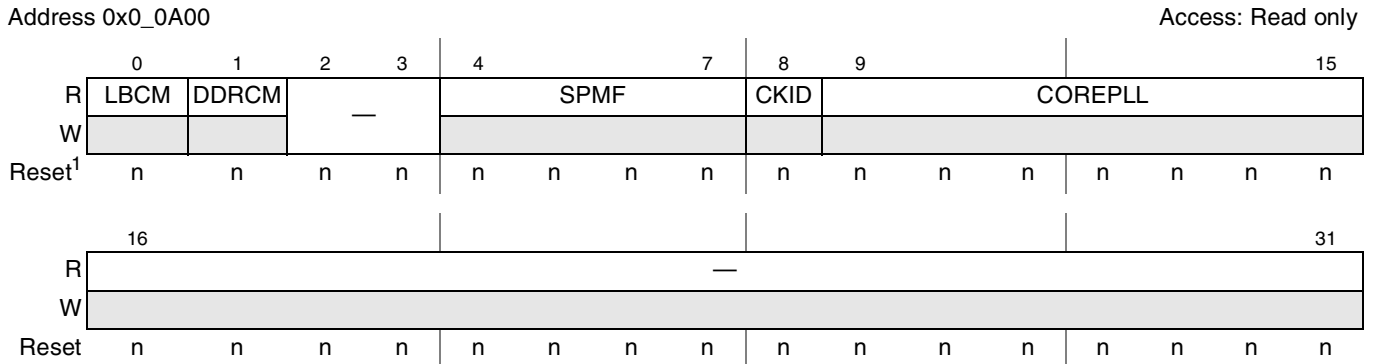 Address 0x0_0A00 Access: Read only
0 1 2 3 4 7 8 9 15
R LBCM DDRCM — SPMF CKID COREPLL
W
Reset1 n n n n n n n n n n n n n n n n
16 31
R —
W
Reset n n n n n n n n n n n n n n n n